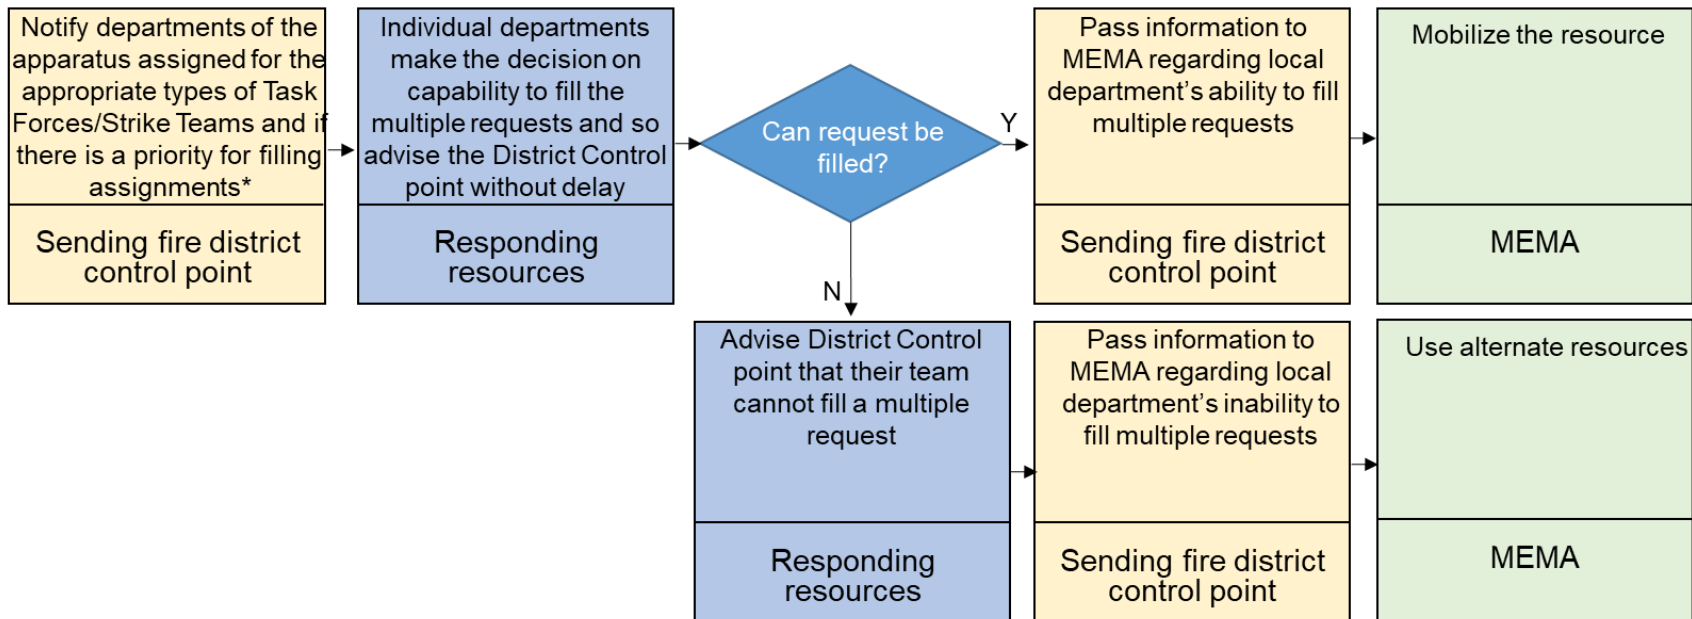 Notify departments of the
apparatus assigned for the
appropriate types of Task
Forces/Strike Teams and if
there is a priority for filling
assignments*
Sending fire district
control point
Individual departments
make the decision on
capability to fill the
multiple requests and so
advise the District Control
point without delay
Responding
resources
Can request be
filled?
Y
N
Pass information to
MEMA regarding local
department's ability to fill
multiple requests
Sending fire district
control point
Mobilize the resource
MEMA
Advise District Control
point that their team
cannot fill a multiple
request
Responding
resources
Pass information to
MEMA regarding local
department's inability to
fill multiple requests
Sending fire district
control point
Use alternate resources
MEMA